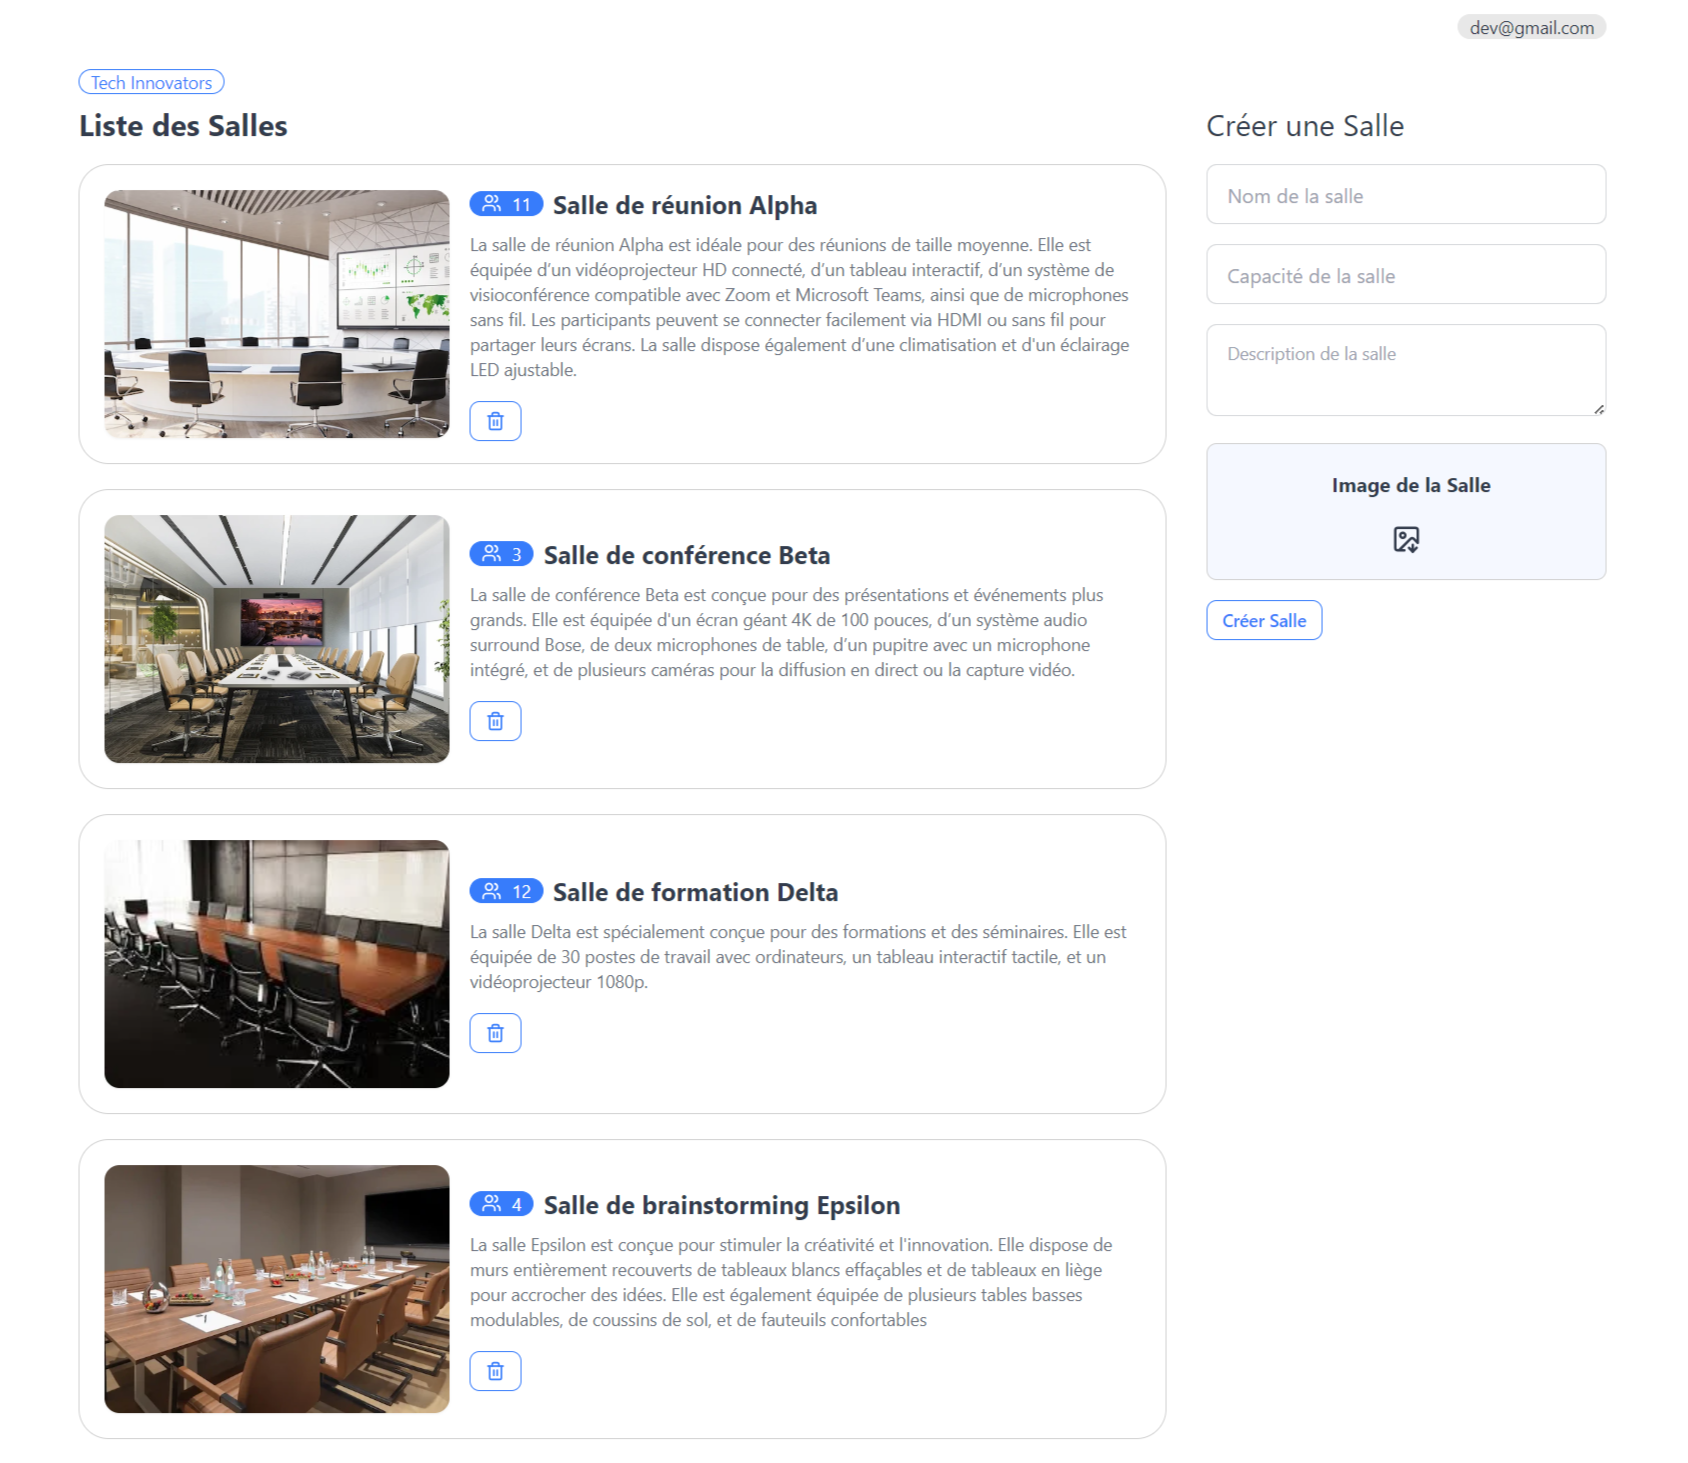 dev@gmail.com
Tech Innovators
Liste des Salles
11 Salle de réunion Alpha
La salle de réunion Alpha est idéale pour des réunions de taille moyenne. Elle est
équipée d’un vidéoprojecteur HD connecté, d’un tableau interactif, d’un système de
visioconférence compatible avec Zoom et Microsoft Teams, ainsi que de microphones
sans fil. Les participants peuvent se connecter facilement via HDMI ou sans fil pour
partager leurs écrans. La salle dispose également d’une climatisation et d'un éclairage
LED ajustable.
3 Salle de conférence Beta
La salle de conférence Beta est conçue pour des présentations et événements plus
grands. Elle est équipée d'un écran géant 4K de 100 pouces, d’un système audio
surround Bose, de deux microphones de table, d’un pupitre avec un microphone
intégré, et de plusieurs caméras pour la diffusion en direct ou la capture vidéo.
12 Salle de formation Delta
La salle Delta est spécialement conçue pour des formations et des séminaires. Elle est
équipée de 30 postes de travail avec ordinateurs, un tableau interactif tactile, et un
vidéoprojecteur 1080p.
4 Salle de brainstorming Epsilon
La salle Epsilon est conçue pour stimuler la créativité et l'innovation. Elle dispose de
murs entièrement recouverts de tableaux blancs effaçables et de tableaux en liège
pour accrocher des idées. Elle est également équipée de plusieurs tables basses
modulables, de coussins de sol, et de fauteuils confortables
Créer une Salle
Nom de la salle
Capacité de la salle
Description de la salle
Image de la Salle
Créer Salle